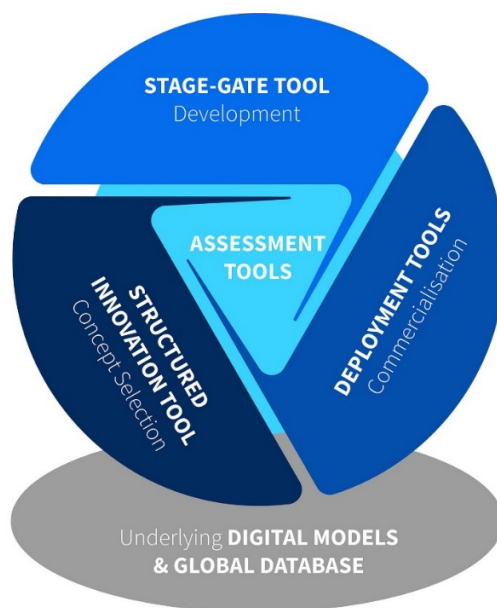 STAGE-GATE TOOL
Development
ASSESSMENT
TOOLS
DEPLOYMENT TOOLS
Commercialisation
STRUCTURED
INNOVATION TOOL
Concept Selection
Underlying DIGITAL MODELS
& GLOBAL DATABASE